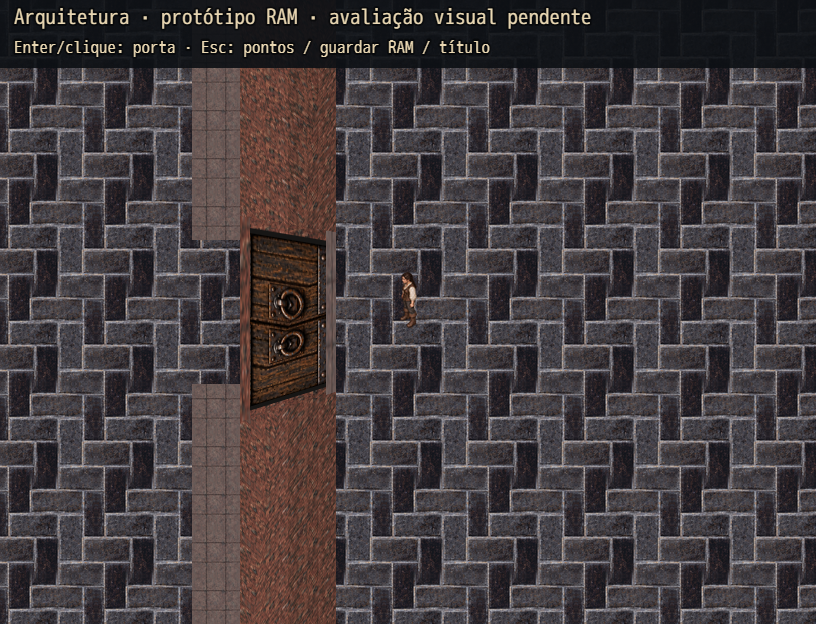 Arquitetura · protótipo RAM · avaliação visual pendente
Enter/clique: porta · Esc: pontos / guardar RAM / título